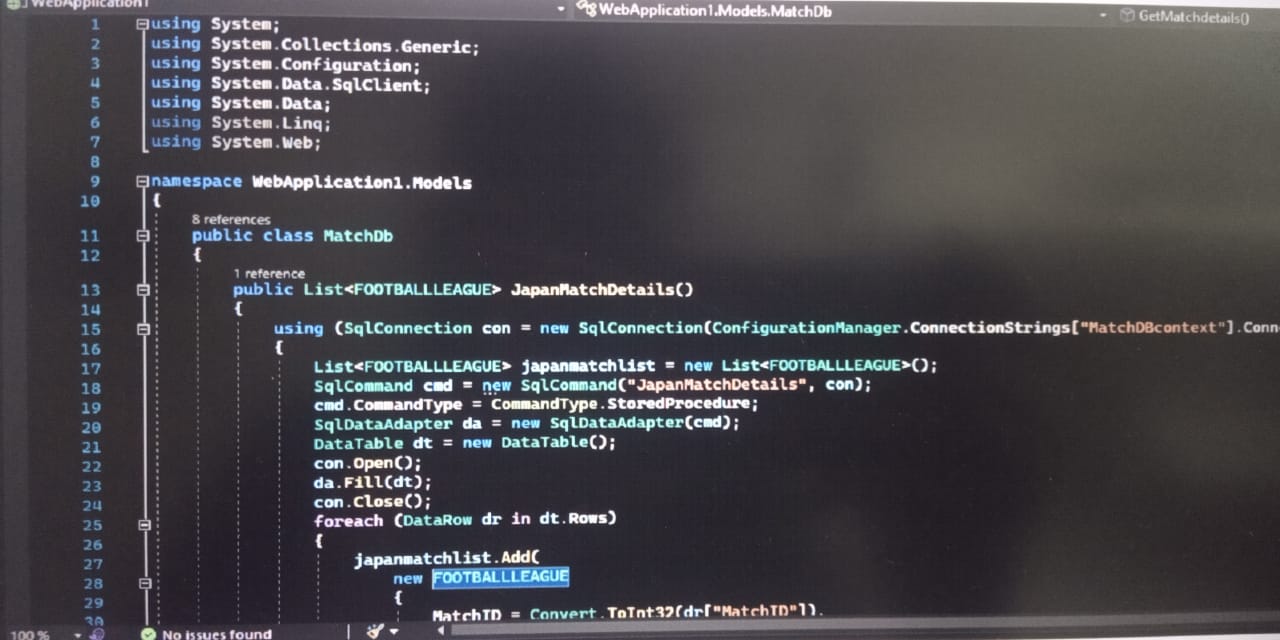 WebApplication1
WebApplication1.Models.MatchDb
GetMatchdetails()
1 using System;
2 using System.Collections.Generic;
3 using System.Configuration;
4 using System.Data.SqlClient;
5 using System.Data;
6 using System.Linq;
7 using System.Web;
8
9 namespace WebApplication1.Models
10 {
8 references
11 public class MatchDb
12 {
1 reference
13 public List<FOOTBALLLEAGUE> JapanMatchDetails()
14 {
15 using (SqlConnection con = new SqlConnection(ConfigurationManager.ConnectionStrings["MatchDBcontext"].Conn
16 {
17 List<FOOTBALLLEAGUE> japanmatchlist = new List<FOOTBALLLEAGUE>();
18 SqlCommand cmd = new SqlCommand("JapanMatchDetails", con);
19 cmd.CommandType = CommandType.StoredProcedure;
20 SqlDataAdapter da = new SqlDataAdapter(cmd);
21 DataTable dt = new DataTable();
22 con.Open();
23 da.Fill(dt);
24 con.Close();
25 foreach (DataRow dr in dt.Rows)
26 {
27 japanmatchlist.Add(
28 new FOOTBALLLEAGUE
29 {
30 MatchID = Convert.ToInt32(dr["MatchID"]),
100 %
No issues found